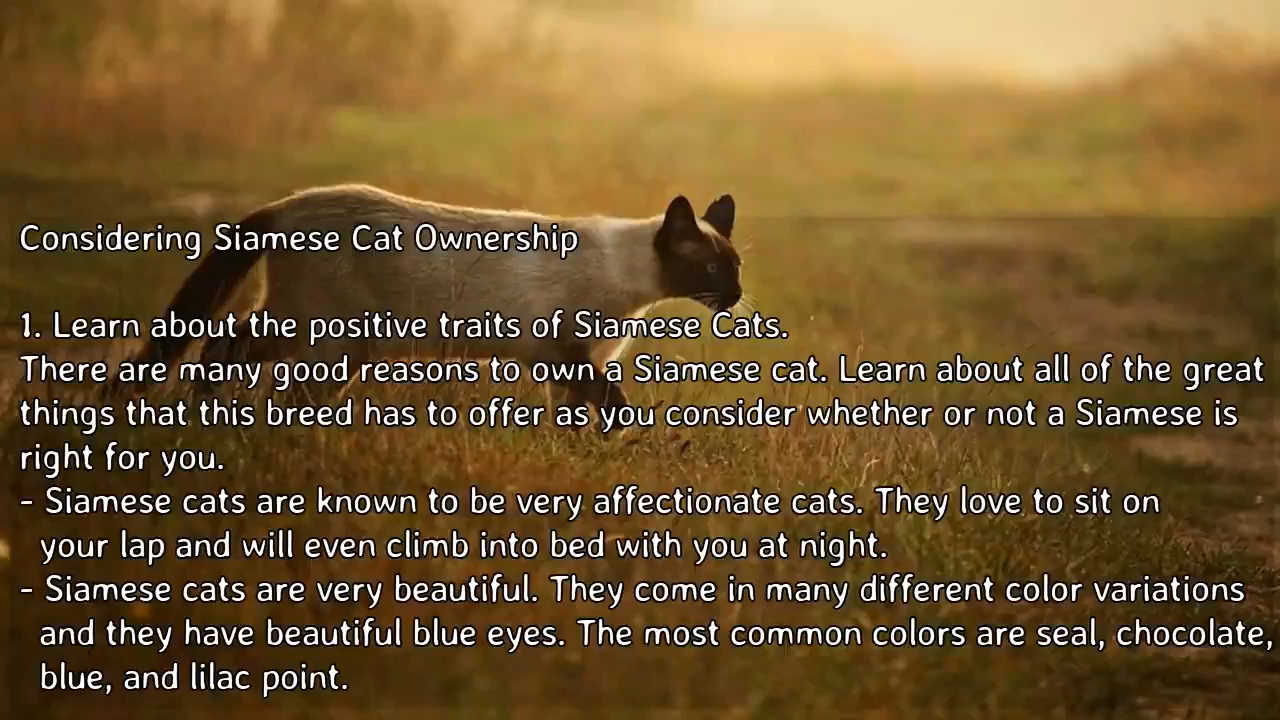 Considering Siamese Cat Ownership
1. Learn about the positive traits of Siamese Cats.
There are many good reasons to own a Siamese cat. Learn about all of the great
things that this breed has to offer as you consider whether or not a Siamese is
right for you.
- Siamese cats are known to be very affectionate cats. They love to sit on
your lap and will even climb into bed with you at night.
- Siamese cats are very beautiful. They come in many different color variations
and they have beautiful blue eyes. The most common colors are seal, chocolate,
blue, and lilac point.